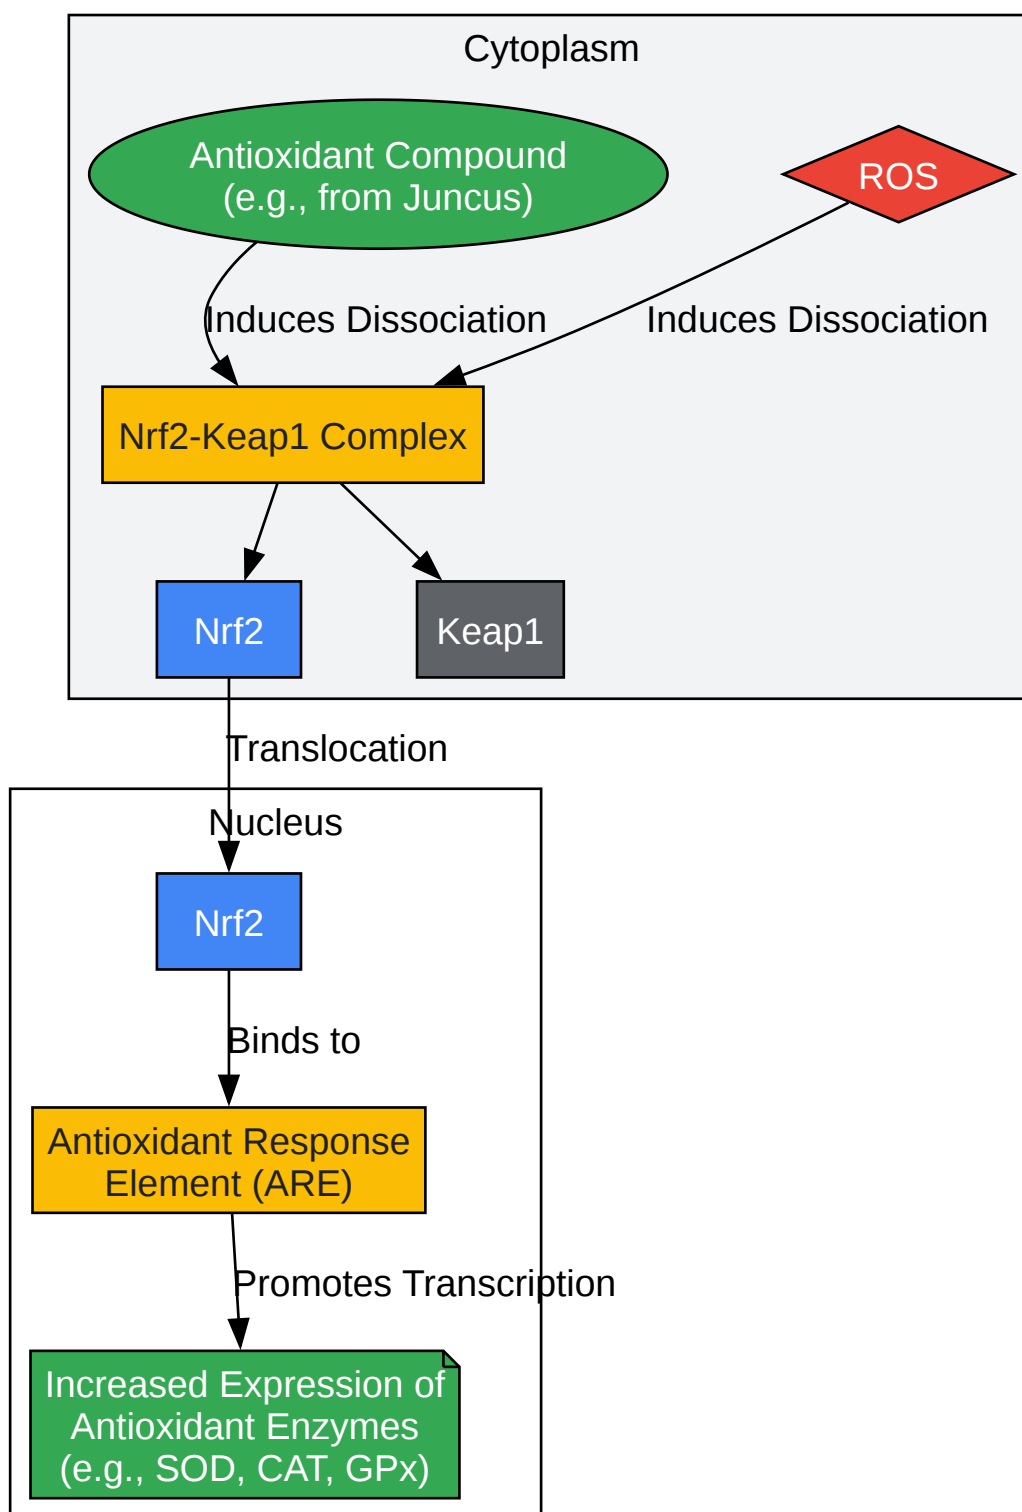 Cytoplasm
Antioxidant Compound
(e.g., from Juncus)
ROS
Induces Dissociation
Induces Dissociation
Nrf2-Keap1 Complex
Nrf2
Keap1
Translocation
Nucleus
Nrf2
Binds to
Antioxidant Response
Element (ARE)
Promotes Transcription
Increased Expression of
Antioxidant Enzymes
(e.g., SOD, CAT, GPx)